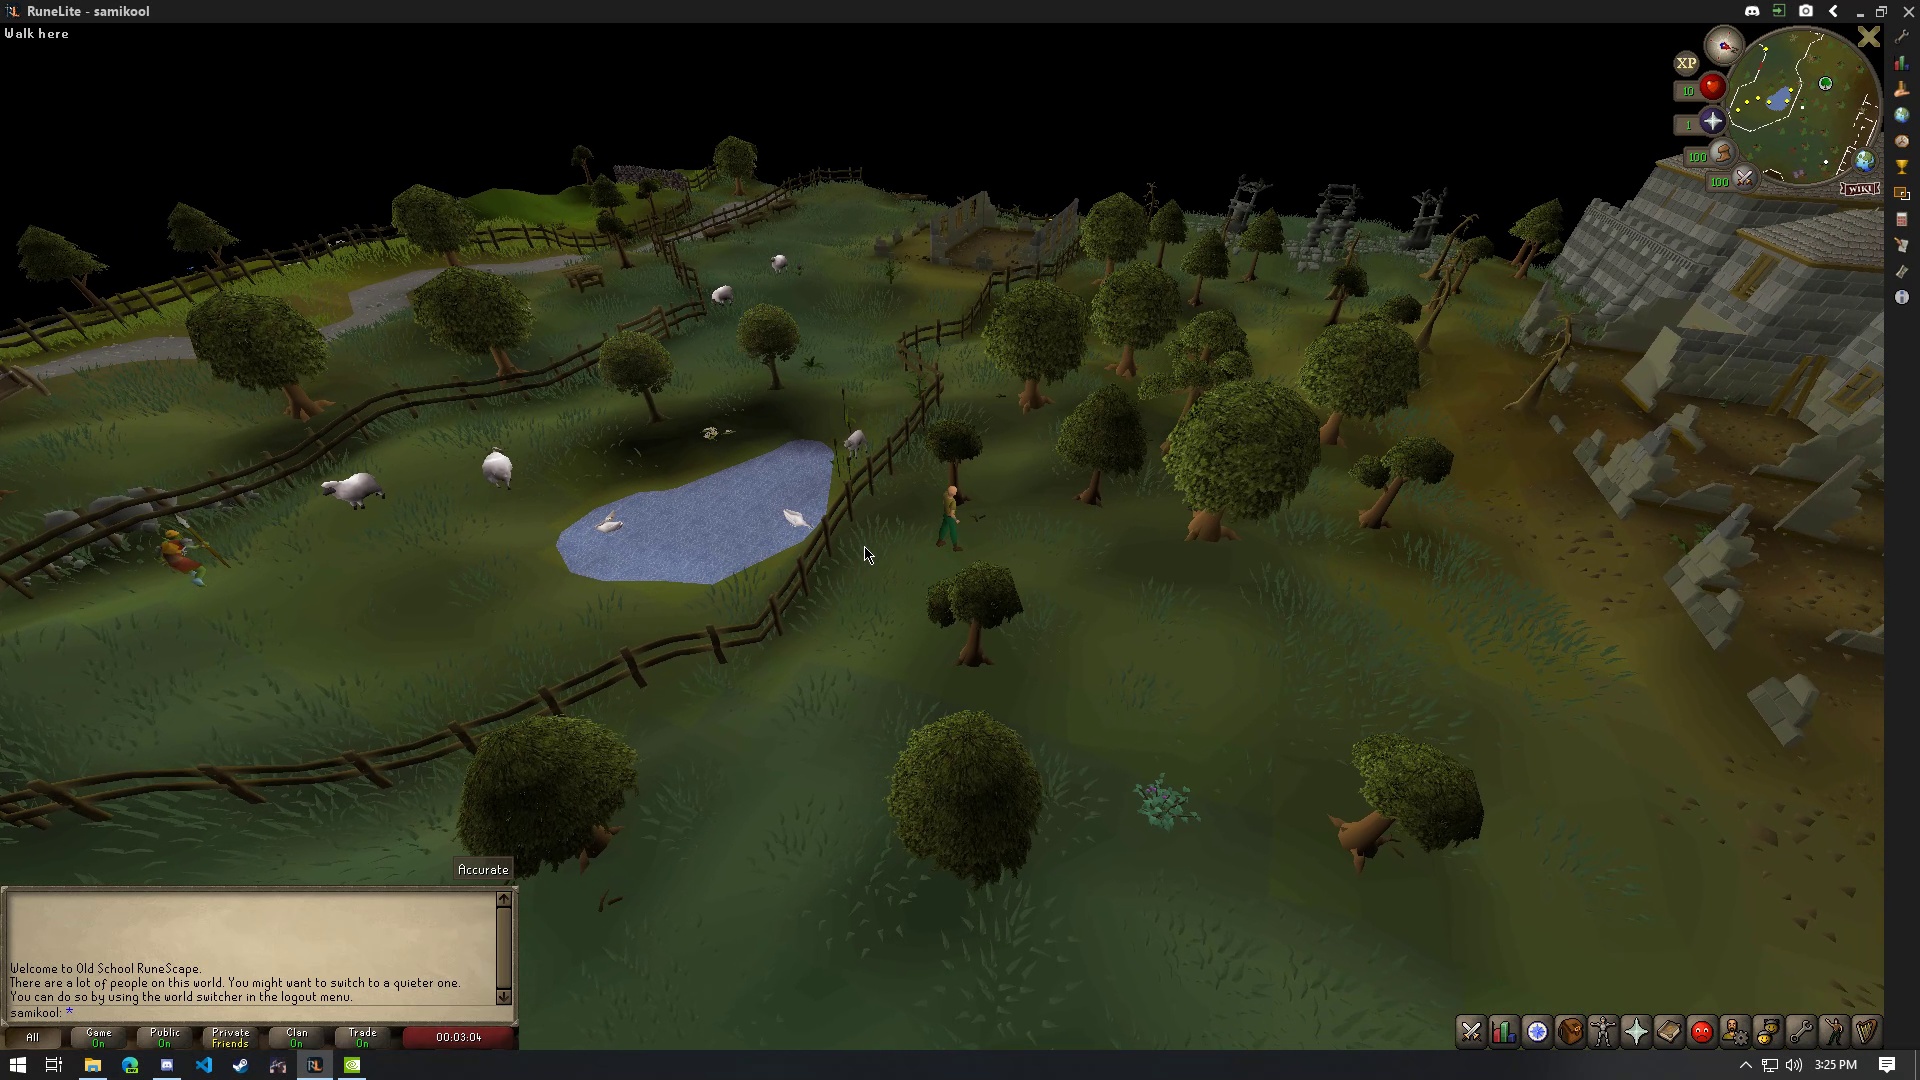 RuneLite - samikool
Walk here
XP
10
1
100
100
WIKI
Accurate
Welcome to Old School RuneScape.
There are a lot of people on this world. You might want to switch to a quieter one.
You can do so by using the world switcher in the logout menu.
samikool: *
All
Game
On
Public
On
Private
Friends
Clan
On
Trade
On
00:03:04
3:25 PM